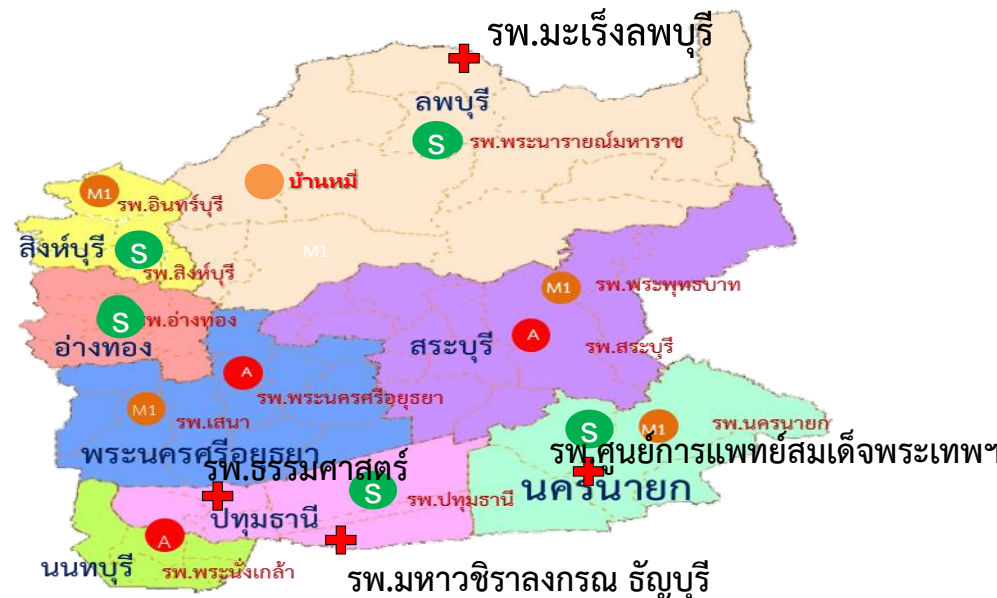 รพ.มะเร็งลพบุรี
ลพบุรี
S รพ.พระนารายณ์มหาราช
บ้านหมี่
M1
รพ.อินทร์บุรี
สิงห์บุรี
S
รพ.สิงห์บุรี
M1
M1
รพ.พระพุทธบาท
S
รพ.อ่างทอง
อ่างทอง
สระบุรี
A
รพ.สระบุรี
A
รพ.พระนครศรีอยุธยา
M1
รพ.เสนา
พระนครศรีอยุธยา
S
M1
รพ.นครนายก
รพ.ศูนย์การแพทย์สมเด็จพระเทพฯ
นครนายก
รพ.ธรรมศาสตร์
S
รพ.ปทุมธานี
ปทุมธานี
A
นนทบุรี
รพ.พระนั่งเกล้า
รพ.มหาวชิราลงกรณ ธัญบุรี